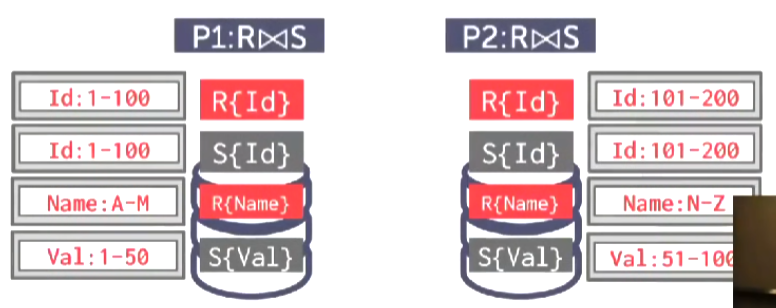 P1:R⋈S
P2:R⋈S
Id:1-100 R{Id}
R{Id} Id:101-200
Id:1-100 S{Id}
S{Id} Id:101-200
Name:A-M R{Name}
R{Name} Name:N-Z
Val:1-50 S{Val}
S{Val} Val:51-100